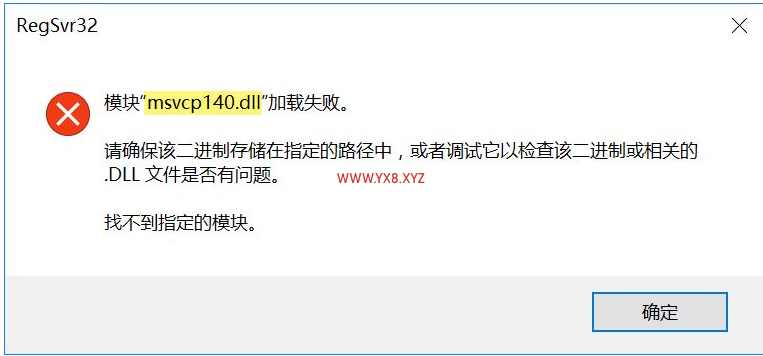 RegSvr32
模块“msvcp140.dll”加载失败。
请确保该二进制存储在指定的路径中，或者调试它以检查该二进制或相关的
.DLL 文件是否有问题。
WWW.YX8.XYZ
找不到指定的模块。
确定